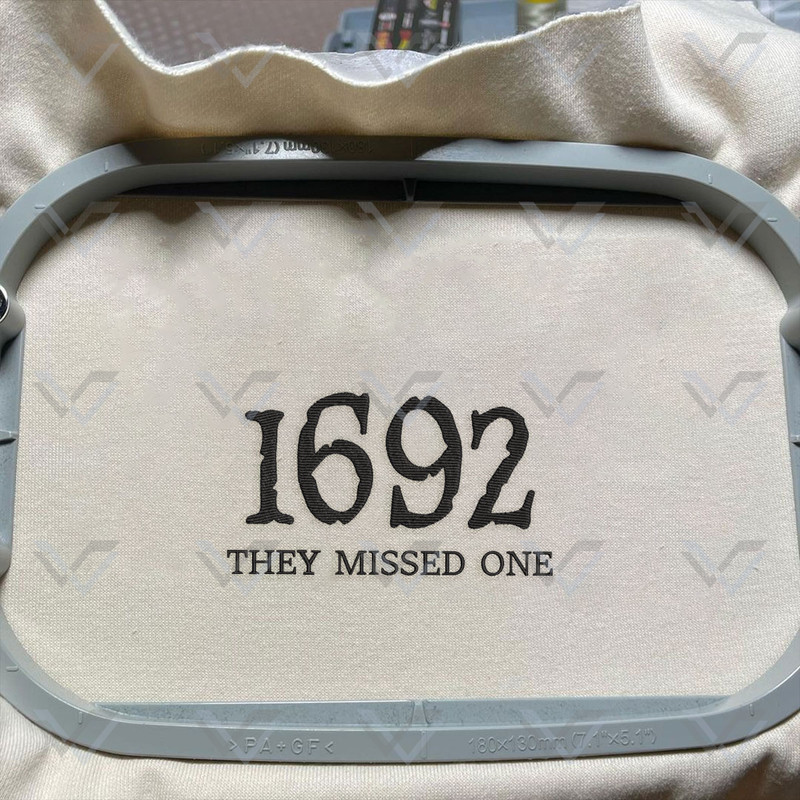 1692
THEY MISSED ONE
>PA+GF<
180x130mm (7.1"x5.1")